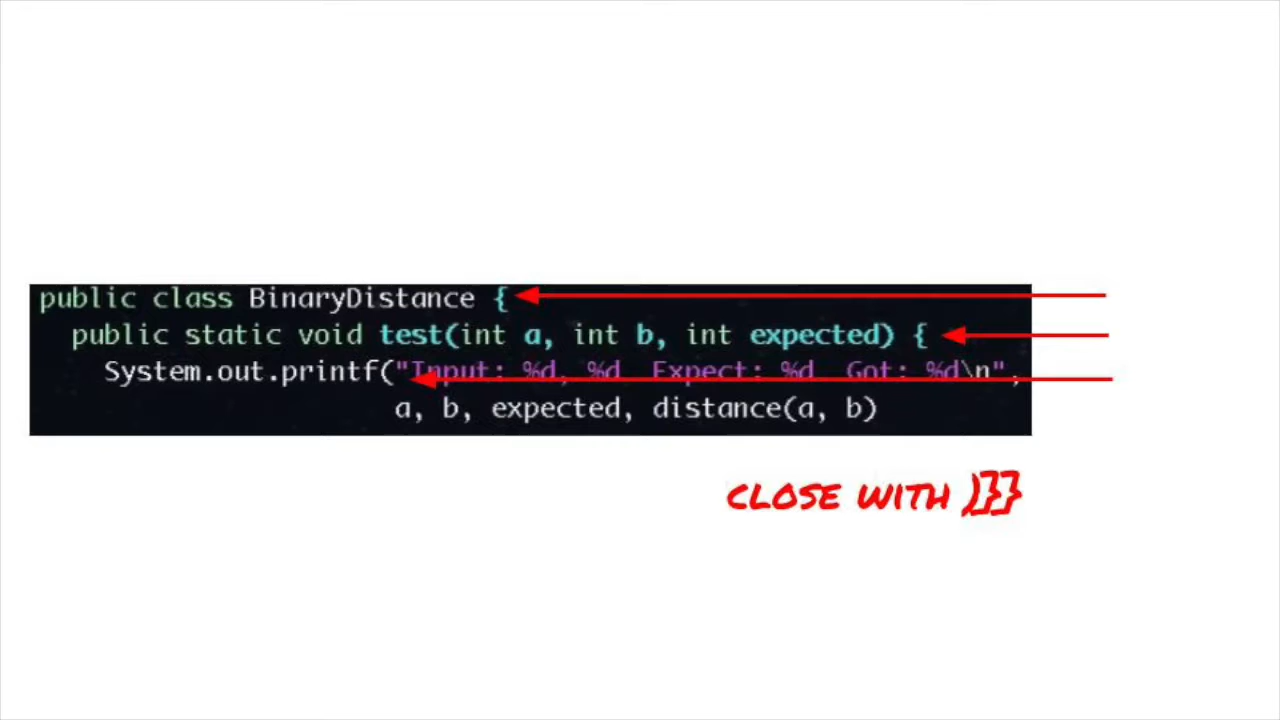 public class BinaryDistance {
public static void test(int a, int b, int expected) {
System.out.printf("Input: %d, %d  Expect: %d  Got: %d\n",
a, b, expected, distance(a, b)
CLOSE WITH )}}